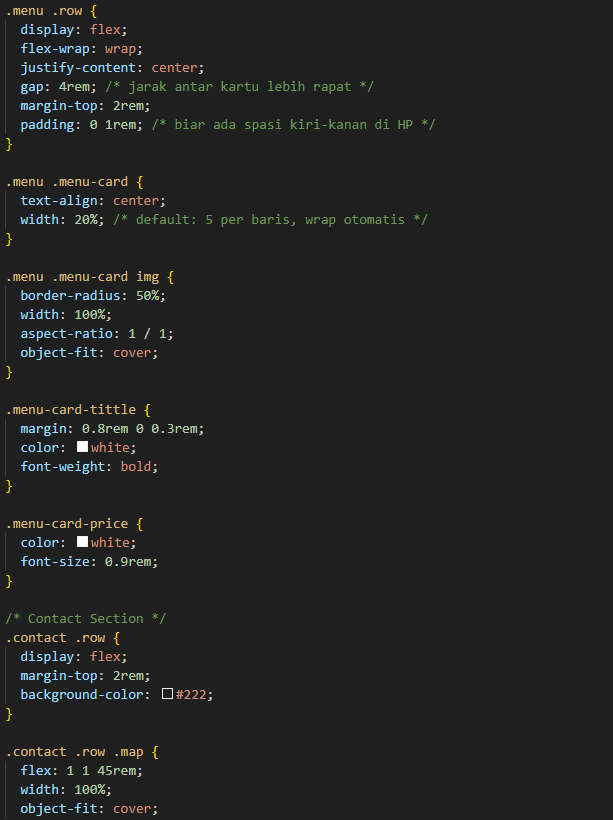 .menu .row {
  display: flex;
  flex-wrap: wrap;
  justify-content: center;
  gap: 4rem; /* jarak antar kartu lebih rapat */
  margin-top: 2rem;
  padding: 0 1rem; /* biar ada spasi kiri-kanan di HP */
}

.menu .menu-card {
  text-align: center;
  width: 20%; /* default: 5 per baris, wrap otomatis */
}

.menu .menu-card img {
  border-radius: 50%;
  width: 100%;
  aspect-ratio: 1 / 1;
  object-fit: cover;
}

.menu-card-tittle {
  margin: 0.8rem 0 0.3rem;
  color: white;
  font-weight: bold;
}

.menu-card-price {
  color: white;
  font-size: 0.9rem;
}

/* Contact Section */
.contact .row {
  display: flex;
  margin-top: 2rem;
  background-color: #222;
}

.contact .row .map {
  flex: 1 1 45rem;
  width: 100%;
  object-fit: cover;